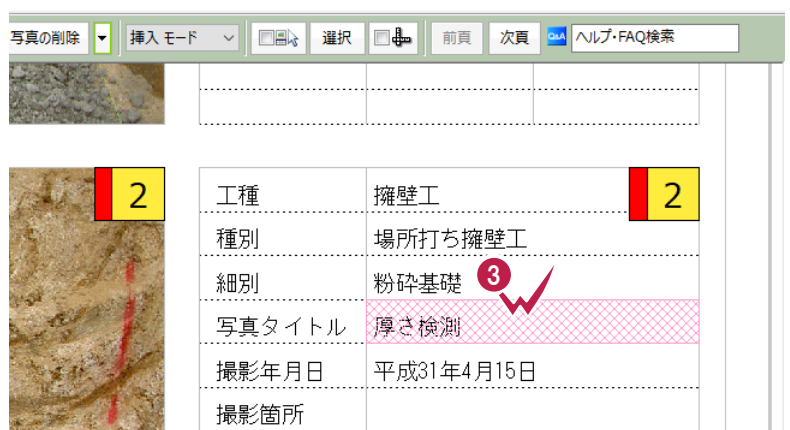 写真の削除 挿入 モード 選択 前頁 次頁 Q&A ヘルプ・FAQ検索
2
工種 擁壁工 2
種別 場所打ち擁壁工
細別 粉砕基礎 3
写真タイトル 厚さ検測
撮影年月日 平成31年4月15日
撮影箇所